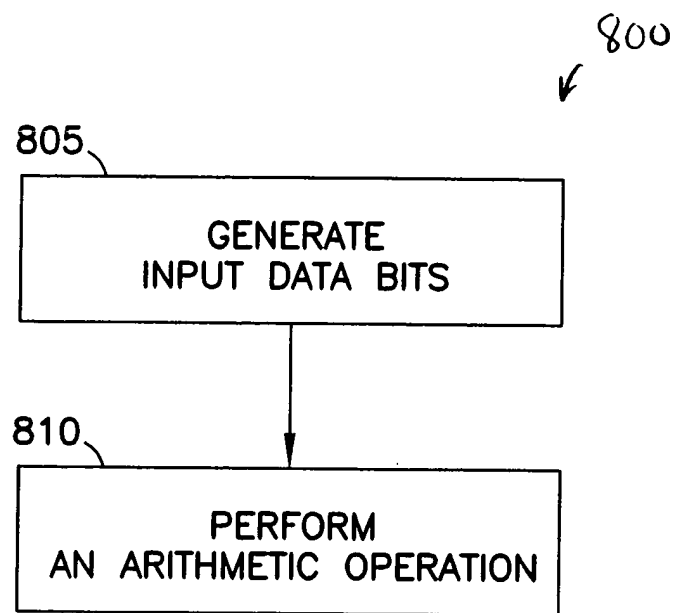 800
805
GENERATE
INPUT DATA BITS
810
PERFORM
AN ARITHMETIC OPERATION